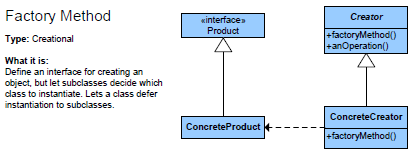 Factory Method
Type: Creational
What it is:
Define an interface for creating an
object, but let subclasses decide which
class to instantiate. Lets a class defer
instantiation to subclasses.
«interface»
Product
Creator
+factoryMethod()
+anOperation()
ConcreteProduct
ConcreteCreator
+factoryMethod()